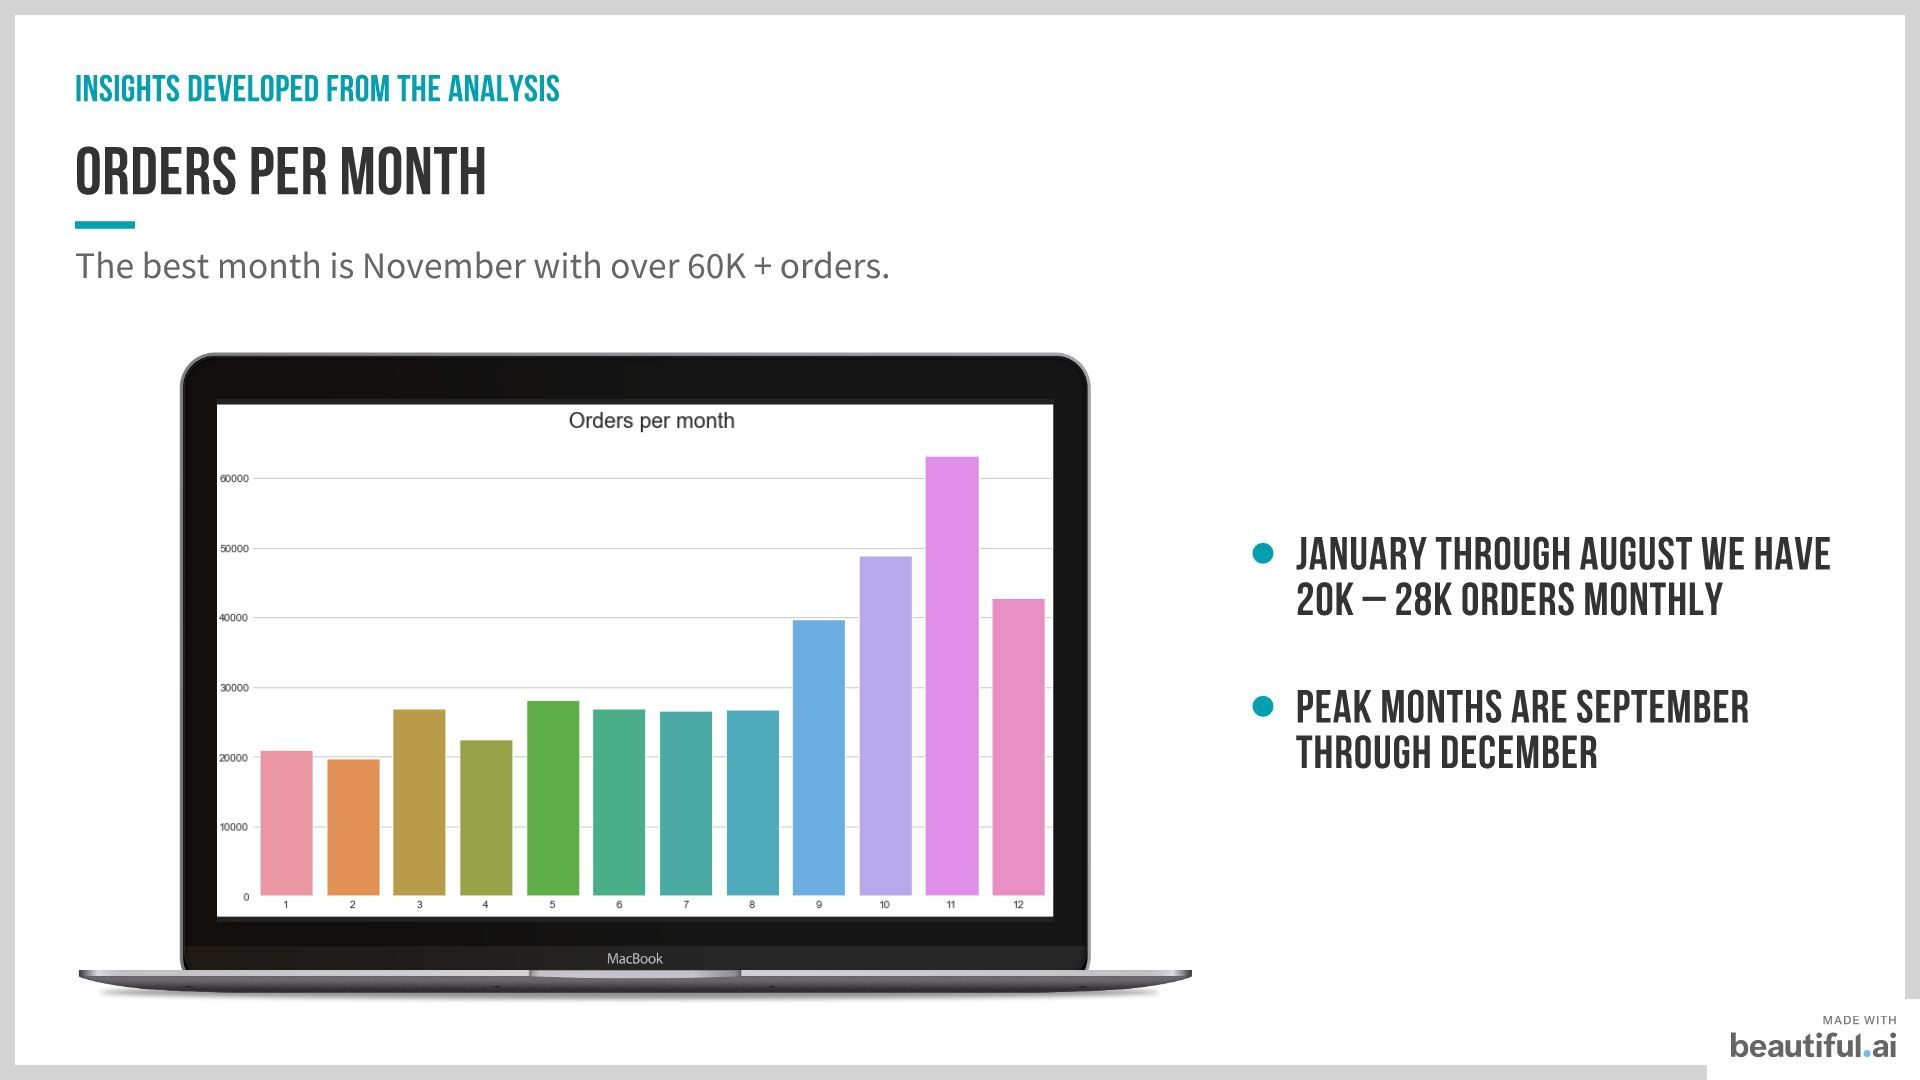 INSIGHTS DEVELOPED FROM THE ANALYSIS
ORDERS PER MONTH
The best month is November with over 60K + orders.
Orders per month
60000
50000
40000
30000
20000
10000
0
1 2 3 4 5 6 7 8 9 10 11 12
MacBook
JANUARY THROUGH AUGUST WE HAVE
20K – 28K ORDERS MONTHLY
PEAK MONTHS ARE SEPTEMBER
THROUGH DECEMBER
MADE WITH
beautiful.ai